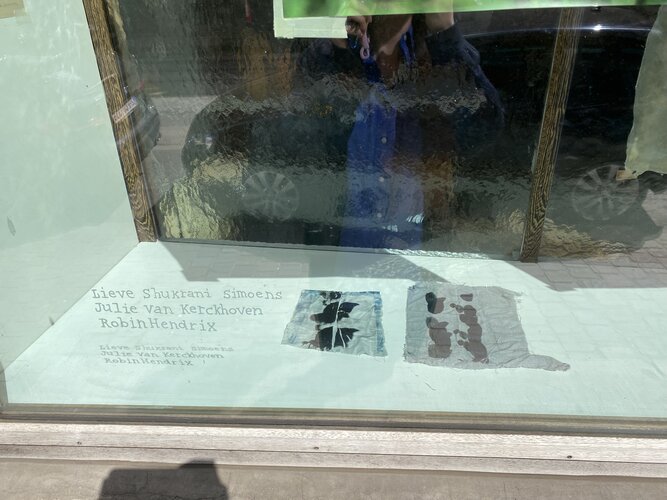 Lieve Shukrani Simoens
Julie Van Kerckhoven
RobinHendrix
Lieve Shukrani Simoens
Julie Van Kerckhoven
RobinHendrix